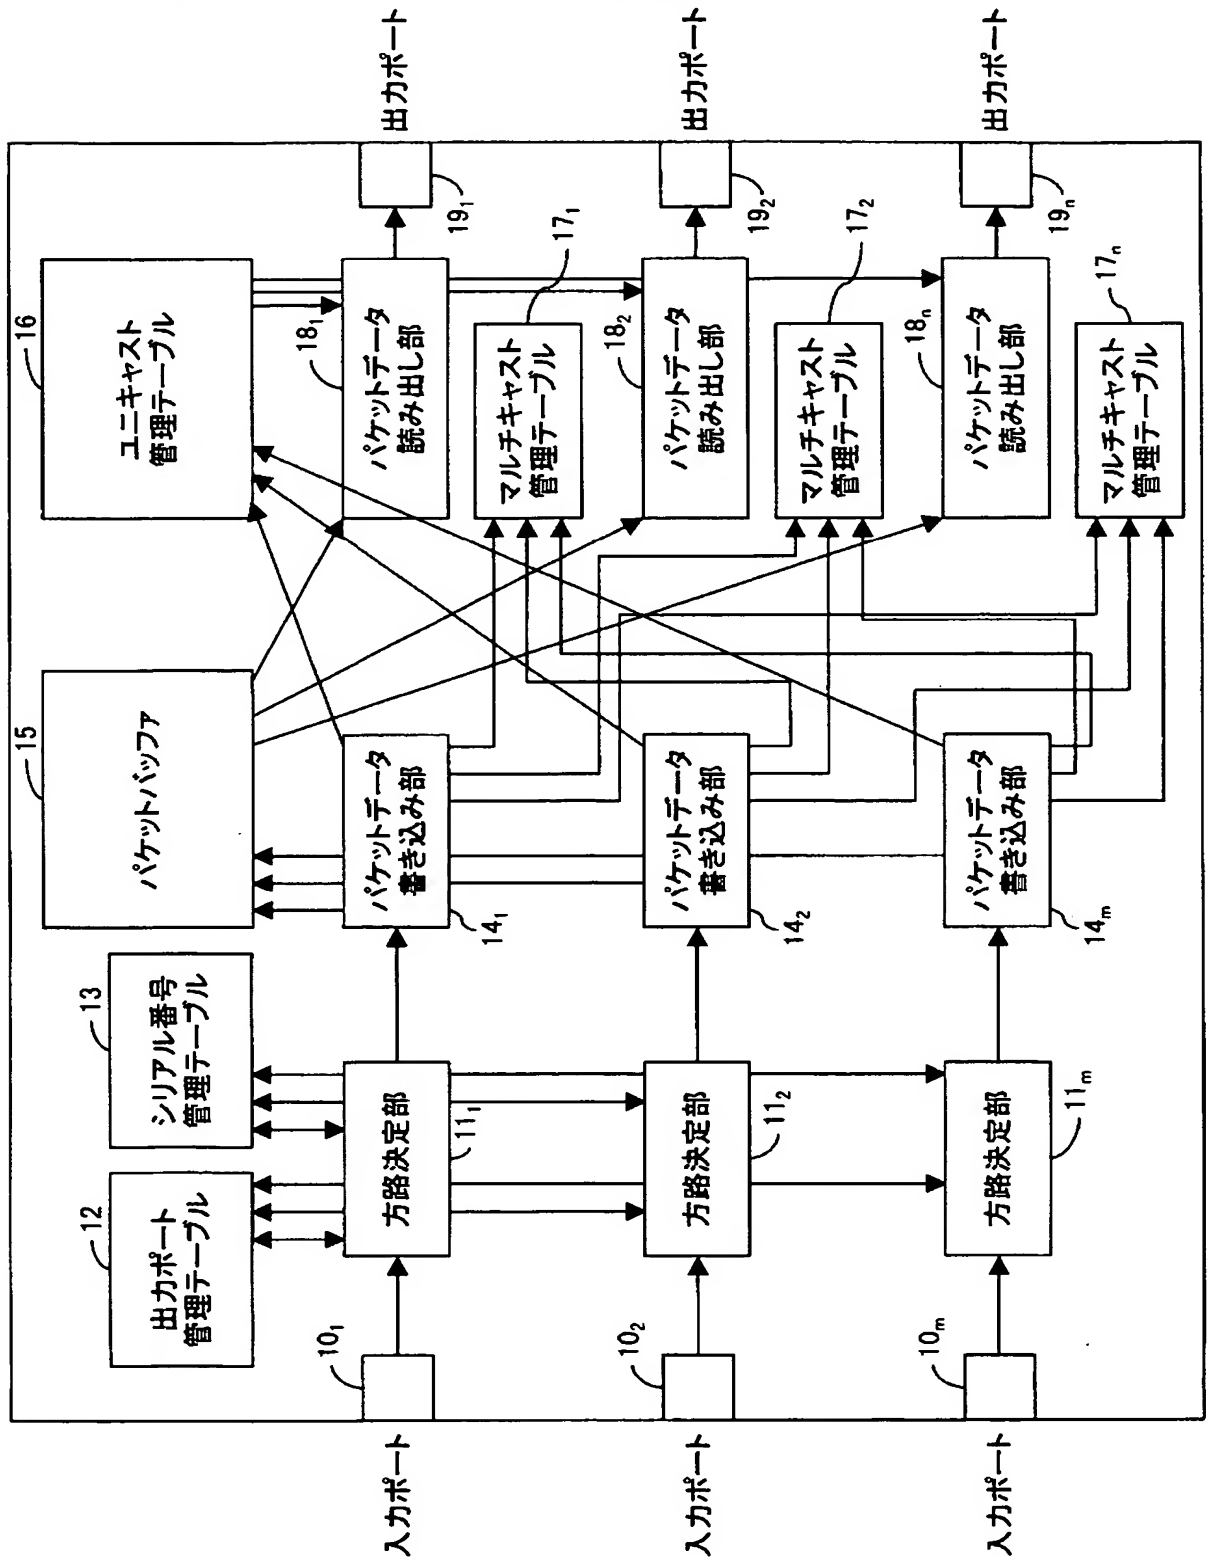 12
出力ポート
管理テーブル
13
シリアル番号
管理テーブル
15
パケットバッファ
16
ユニキャスト
管理テーブル
入力ポート
10₁
方路決定部
11₁
パケットデータ
書き込み部
14₁
パケットデータ
読み出し部
18₁
19₁
出力ポート
マルチキャスト
管理テーブル
17₁
入力ポート
10₂
方路決定部
11₂
パケットデータ
書き込み部
14₂
パケットデータ
読み出し部
18₂
19₂
出力ポート
マルチキャスト
管理テーブル
17₂
入力ポート
10ₘ
方路決定部
11ₘ
パケットデータ
書き込み部
14ₘ
パケットデータ
読み出し部
18ₙ
19ₙ
出力ポート
マルチキャスト
管理テーブル
17ₙ